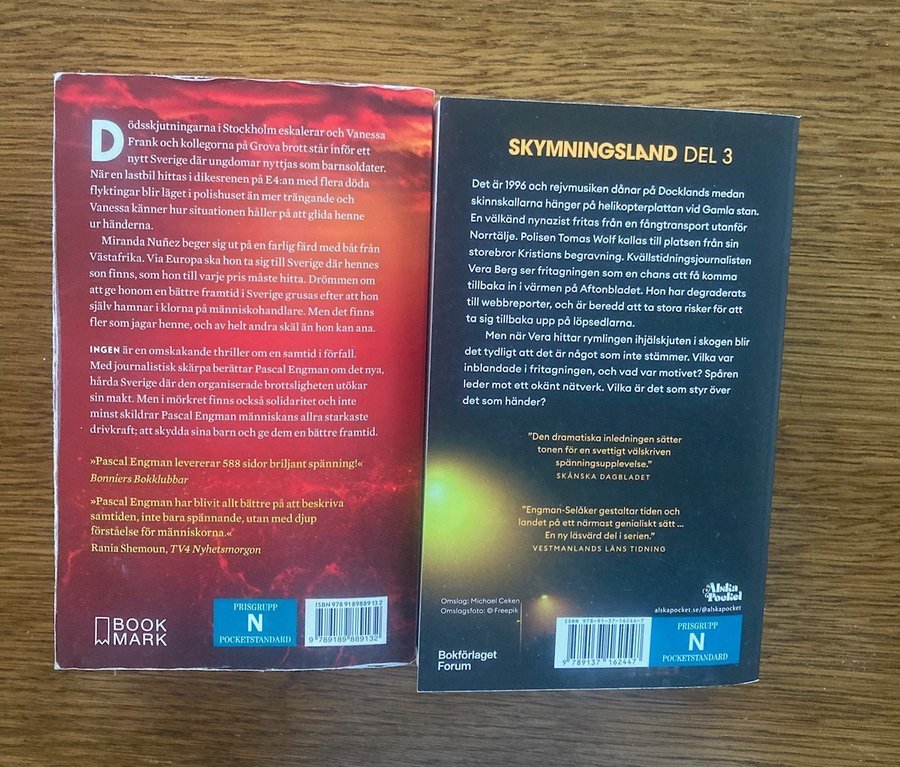 Dödsskjutningarna i Stockholm eskalerar och Vanessa
Frank och kollegorna på Grova brott står inför ett
nytt Sverige där ungdomar nyttjas som barnsoldater.
När en lastbil hittas i dikesrenen på E4:an med flera döda
flyktingar blir läget i polishuset än mer trängande och
Vanessa känner hur situationen håller på att glida henne
ur händerna.
Miranda Nuñez beger sig ut på en farlig färd med båt från
Västafrika. Via Europa ska hon ta sig till Sverige där hennes
son finns, som hon till varje pris måste hitta. Drömmen om
att ge honom en bättre framtid i Sverige grusas efter att hon
själv hamnar i klorna på människohandlare. Men det finns
fler som jagar henne, och av helt andra skäl än hon kan ana.
INGEN är en omskakande thriller om en samtid i förfall.
Med journalistisk skärpa berättar Pascal Engman om det nya,
hårda Sverige där den organiserade brottsligheten utökar
sin makt. Men i mörkret finns också solidaritet och inte
minst skildrar Pascal Engman människans allra starkaste
drivkraft; att skydda sina barn och ge dem en bättre framtid.
»Pascal Engman levererar 588 sidor briljant spänning!«
Bonniers Bokklubbar
»Pascal Engman har blivit allt bättre på att beskriva
samtiden, inte bara spännande, utan med djup
förståelse för människorna.«
Rania Shemoun, TV4 Nyhetsmorgon
BOOK
MARK
PRISGRUPP
N
POCKETSTANDARD
ISBN 9789189889132
9 789189 889132
SKYMNINGSLAND DEL 3
Det är 1996 och rejvmusiken dånar på Docklands medan
skinnskallarna hänger på helikopterplattan vid Gamla stan.
En välkänd nynazist fritas från en fångtransport utanför
Norrtälje. Polisen Tomas Wolf kallas till platsen från sin
storebror Kristians begravning. Kvällstidningsjournalisten
Vera Berg ser fritagningen som en chans att få komma
tillbaka in i värmen på Aftonbladet. Hon har degraderats
till webbreporter, och är beredd att ta stora risker för att
ta sig tillbaka upp på löpsedlarna.
Men när Vera hittar rymlingen ihjälskjuten i skogen blir
det tydligt att det är något som inte stämmer. Vilka var
inblandade i fritagningen, och vad var motivet? Spåren
leder mot ett okänt nätverk. Vilka är det som styr över
det som händer?
"Den dramatiska inledningen sätter
tonen för en svettigt välskriven
spänningsupplevelse."
SKÅNSKA DAGBLADET
"Engman-Selåker gestaltar tiden och
landet på ett närmast genialiskt sätt ...
En ny läsvärd del i serien."
VESTMANLANDS LÄNS TIDNING
Älska
Pocket
alskapocket.se/@alskapocket
Omslag: Michael Ceken
Omslagsfoto: © Freepik
Bokförlaget
Forum
ISBN 978-91-37-16244-7
9 789137 162447
PRISGRUPP
N
POCKETSTANDARD